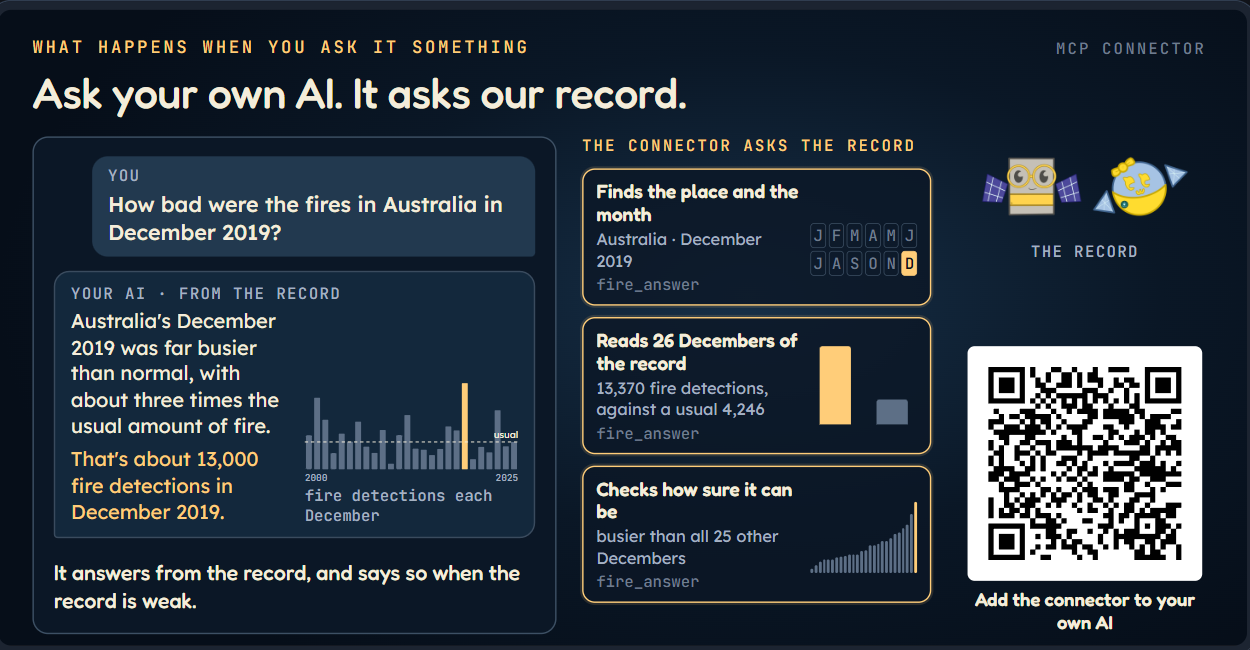 WHAT HAPPENS WHEN YOU ASK IT SOMETHING
MCP CONNECTOR
Ask your own AI. It asks our record.
YOU
How bad were the fires in Australia in
December 2019?
YOUR AI · FROM THE RECORD
Australia's December
2019 was far busier
than normal, with
about three times the
usual amount of fire.
That's about 13,000
fire detections in
December 2019.
usual
2000
2025
fire detections each
December
It answers from the record, and says so when the
record is weak.
THE CONNECTOR ASKS THE RECORD
Finds the place and the
month
Australia · December
2019
fire_answer
J F M A M J
J A S O N D
Reads 26 Decembers of
the record
13,370 fire detections,
against a usual 4,246
fire_answer
Checks how sure it can
be
busier than all 25 other
Decembers
fire_answer
THE RECORD
Add the connector to your
own AI